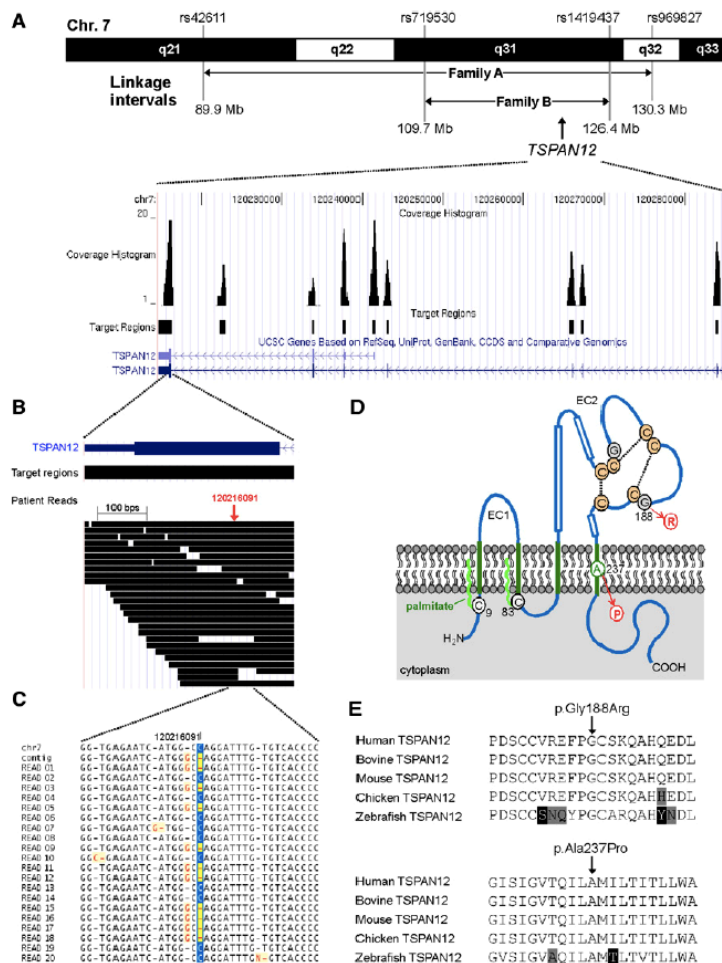 A
Chr. 7
rs42611
rs719530
rs1419437
rs969827
q21
q22
q31
q32
q33
Linkage
intervals
Family A
Family B
89.9 Mb
109.7 Mb
126.4 Mb
130.3 Mb
TSPAN12
chr7:
120230000
120240000
120250000
120260000
120270000
120280000
Coverage Histogram
20
Coverage Histogram
1
Target Regions
Target Regions
UCSC Genes Based on RefSeq, UniProt, GenBank, CCDS and Comparative Genomics
TSPAN12
TSPAN12
B
TSPAN12
Target regions
Patient Reads
120216091
100 bps
C
120216091
chr7
contig
READ 01
READ 02
READ 03
READ 04
READ 05
READ 06
READ 07
READ 08
READ 09
READ 10
READ 11
READ 12
READ 13
READ 14
READ 15
READ 16
READ 17
READ 18
READ 19
READ 20
D
EC2
EC1
G
C
C
C
C
C
C
G
188
R
A
237
P
palmitate
C
9
83
C
H₂N
COOH
cytoplasm
E
p.Gly188Arg
Human TSPAN12 PDSCCVREFPGCSKQAHQEDL
Bovine TSPAN12 PDSCCVREFPGCSKQAHQEDL
Mouse TSPAN12 PDSCCVREFPGCSKQAHQEDL
Chicken TSPAN12 PDSCCVREFPGCSKQAHHEDL
Zebrafish TSPAN12 PDSCCSNQYPGCARQAHYNDL
p.Ala237Pro
Human TSPAN12 GISIGVTQILAMILTITLLWA
Bovine TSPAN12 GISIGVTQILAMILTITLLWA
Mouse TSPAN12 GISIGVTQILAMILTITLLWA
Chicken TSPAN12 GISIGVTQILAMILTITLLWA
Zebrafish TSPAN12 GVSIGVAQILAMTLTVTLLWA